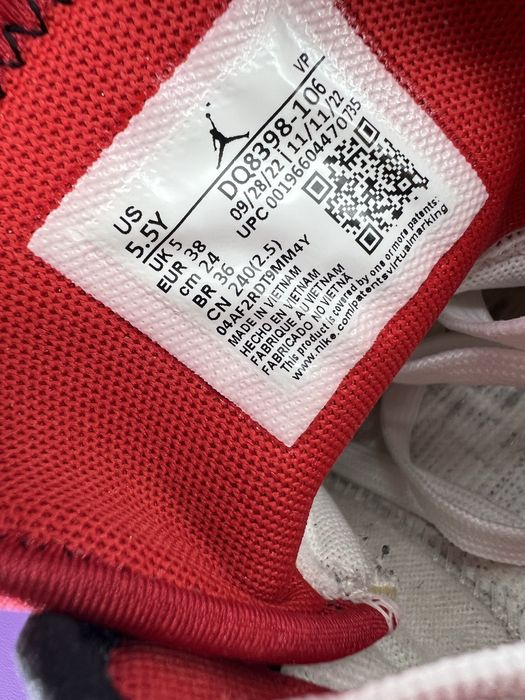 VP
DQ8398-106
09/28/22 | 11/11/22
UPC 00196604470735
US
5.5Y
UK 5
EUR 38
cm 24
BR 36
CN 240(2.5)
04AF2RDT9MM4Y
MADE IN VIETNAM
HECHO EN VIETNAM
FABRIQUE AU VIETNAM
FABRICADO NO VIETNÃ
This product is covered by one or more patents:
www.nike.com/patentsvirtualmarking